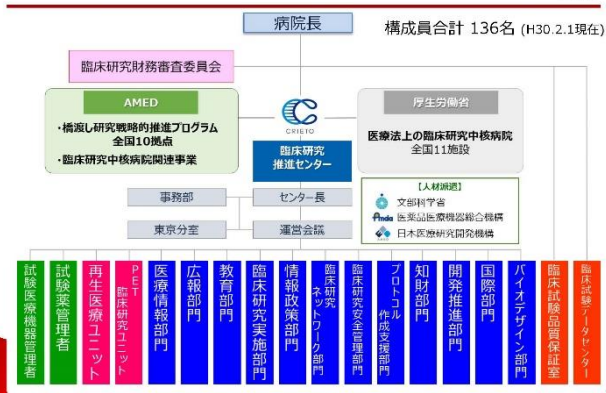 病院長
構成員合計 136名 (H30.2.1現在)
臨床研究財務審査委員会
AMED
・橋渡し研究戦略的推進プログラム
全国10拠点
・臨床研究中核病院関連事業
CRIETO
臨床研究
推進センター
厚生労働省
医療法上の臨床研究中核病院
全国11施設
【人材派遣】
文部科学省
Pmda 医薬品医療機器総合機構
日本医療研究開発機構
事務部
センター長
東京分室
運営会議
試験医療機器管理者
試験薬管理者
再生医療ユニット
PET
臨床研究ユニット
医療情報部門
広報部門
教育部門
臨床研究実施部門
情報政策部門
臨床研究
ネットワーク部門
臨床研究安全管理部門
プロトコル
作成支援部門
知財部門
開発推進部門
国際部門
バイオデザイン部門
臨床試験品質保証室
臨床試験データセンター